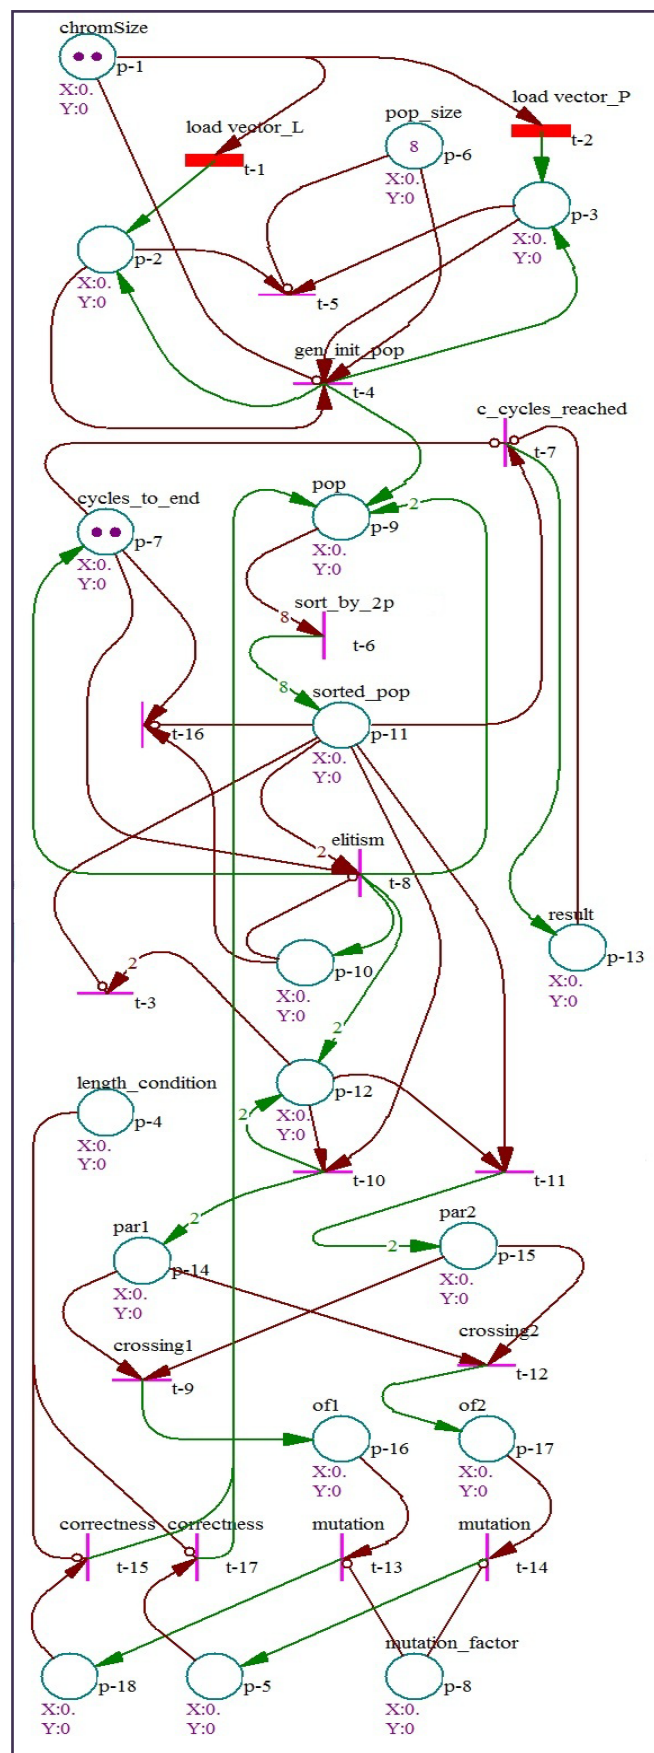 chromSize
p-1
X:0.
Y:0
load vector_L
t-1
pop_size
8
p-6
X:0.
Y:0
load vector_P
t-2
p-3
X:0.
Y:0
p-2
X:0.
Y:0
t-5
gen_init_pop
t-4
c_cycles_reached
t-7
cycles_to_end
p-7
X:0.
Y:0
pop
2
p-9
X:0.
Y:0
sort_by_2p
8
t-6
8
sorted_pop
p-11
X:0.
Y:0
t-16
elitism
2
t-8
result
p-13
X:0.
Y:0
p-10
X:0.
Y:0
2
t-3
2
p-12
X:0.
Y:0
length_condition
p-4
X:0.
Y:0
2
t-10
t-11
2
par1
p-14
X:0.
Y:0
par2
2
p-15
X:0.
Y:0
crossing1
t-9
crossing2
t-12
of1
p-16
X:0.
Y:0
of2
p-17
X:0.
Y:0
correctness
t-15
correctness
t-17
mutation
t-13
mutation
t-14
p-18
X:0.
Y:0
p-5
X:0.
Y:0
mutation_factor
p-8
X:0.
Y:0